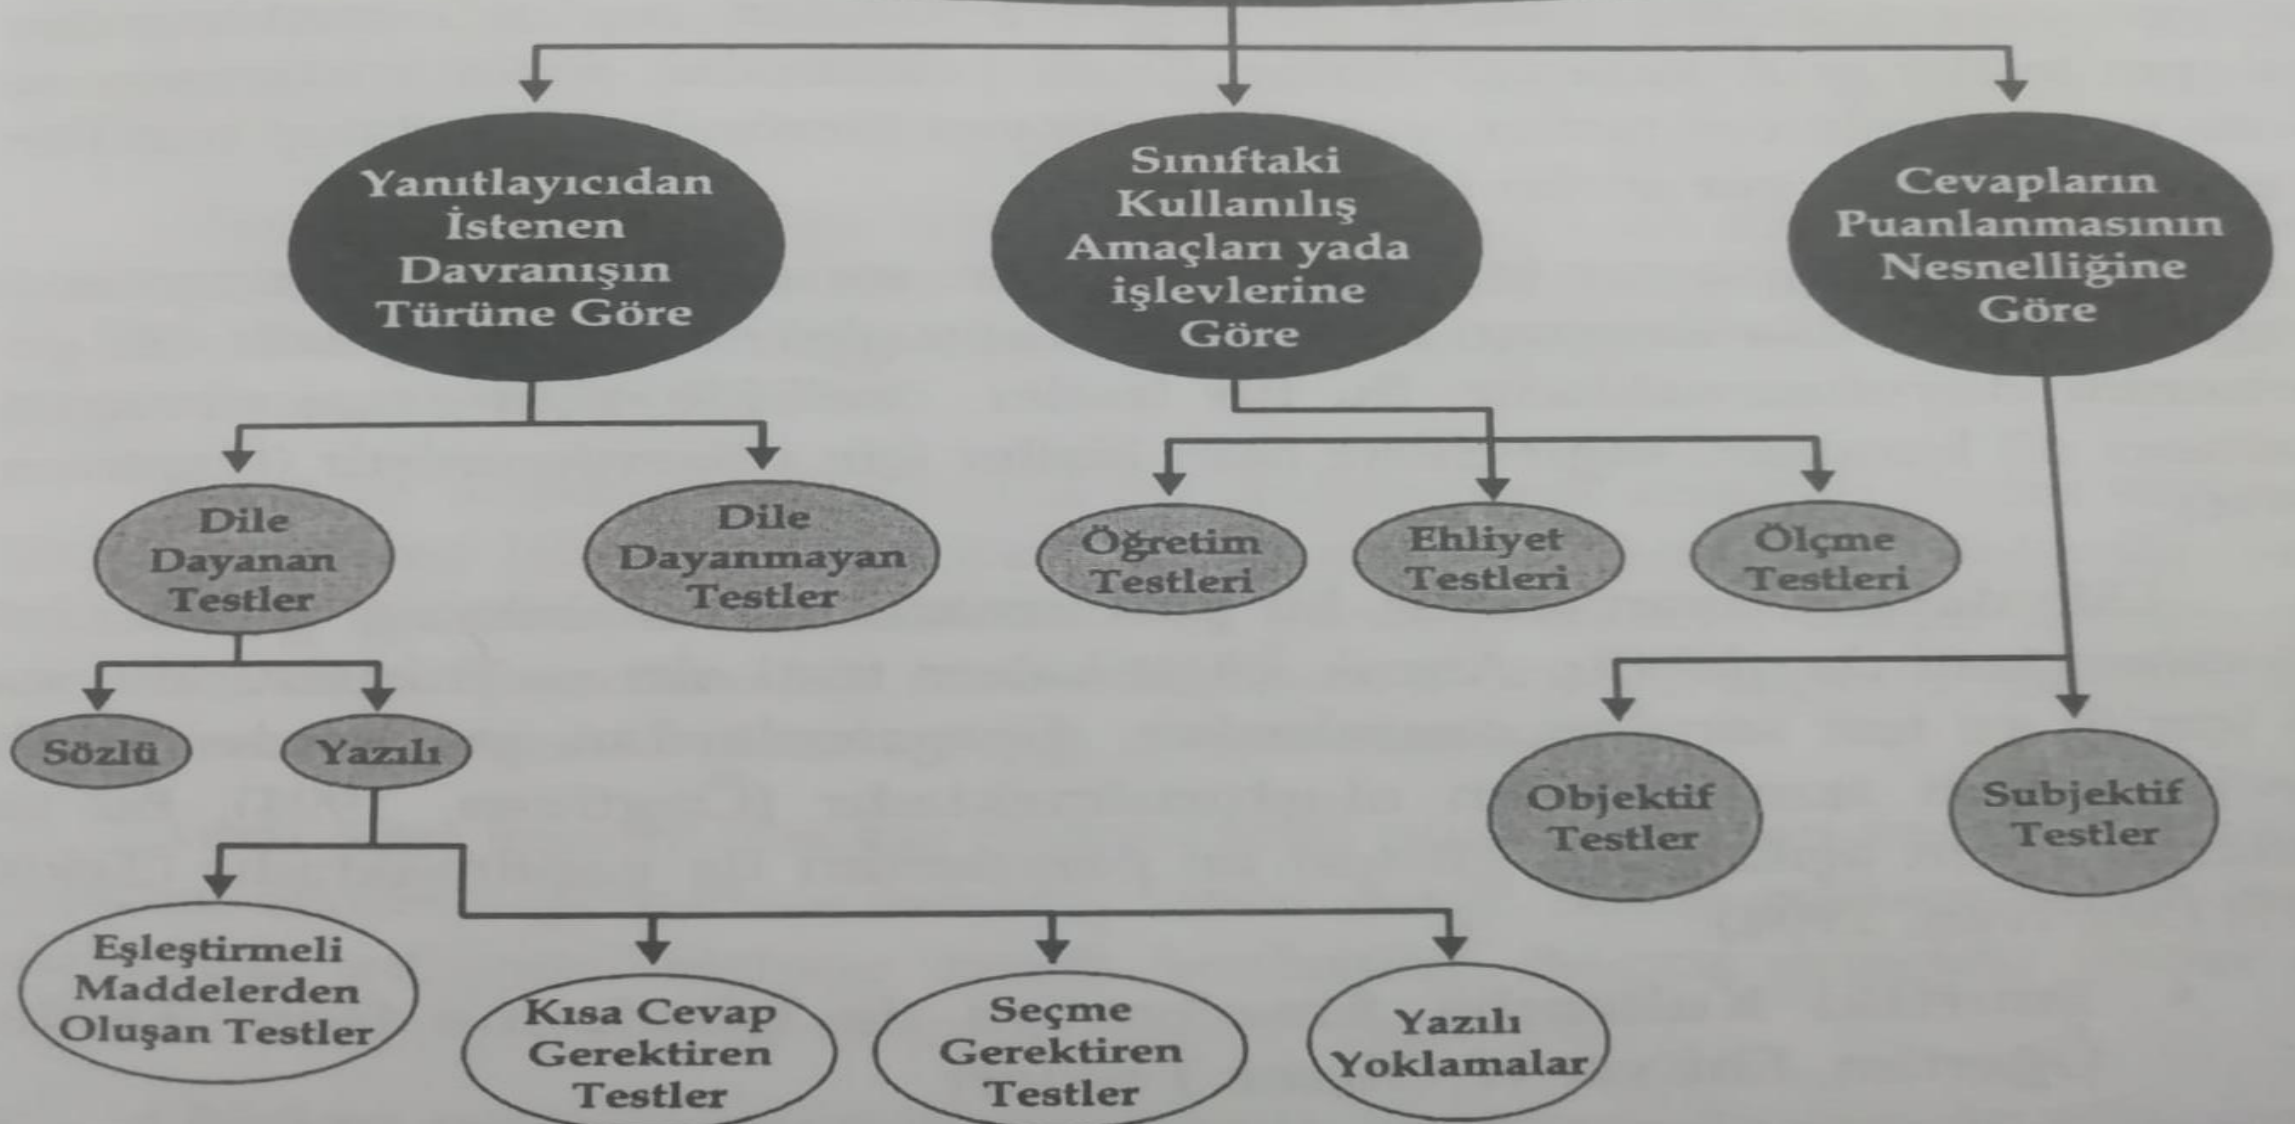 Yanıtlayıcıdan
İstenen
Davranışın
Türüne Göre
Sınıftaki
Kullanılış
Amaçları yada
işlevlerine
Göre
Cevapların
Puanlanmasının
Nesnelliğine
Göre
Dile
Dayanan
Testler
Dile
Dayanmayan
Testler
Öğretim
Testleri
Ehliyet
Testleri
Ölçme
Testleri
Sözlü
Yazılı
Objektif
Testler
Subjektif
Testler
Eşleştirmeli
Maddelerden
Oluşan Testler
Kısa Cevap
Gerektiren
Testler
Seçme
Gerektiren
Testler
Yazılı
Yoklamalar